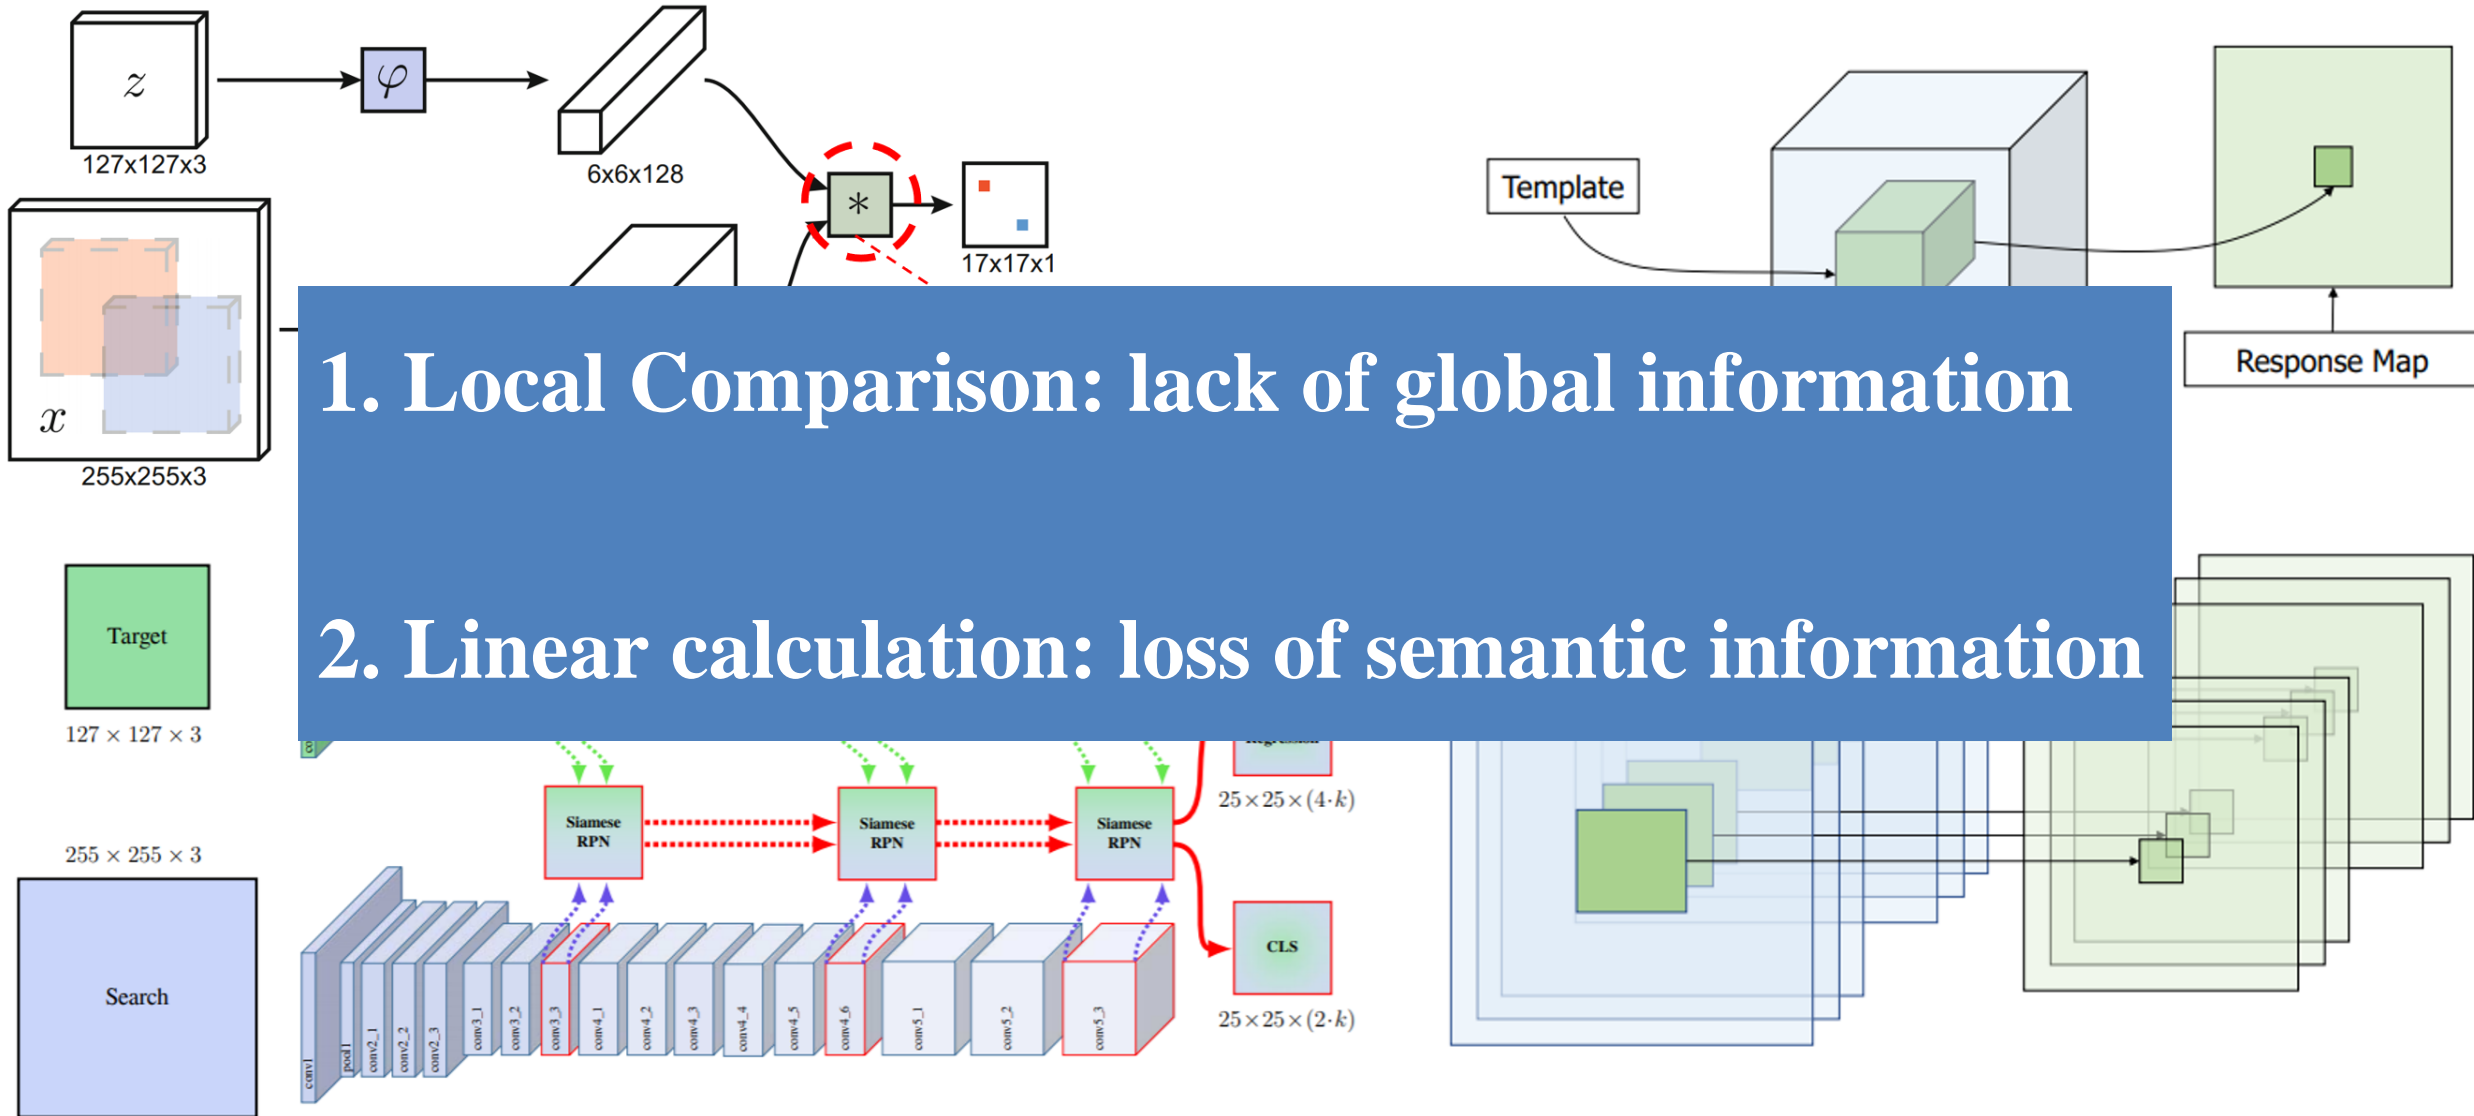 z
φ
127x127x3
6x6x128
*
17x17x1
x
255x255x3
Template
Response Map
1. Local Comparison: lack of global information
2. Linear calculation: loss of semantic information
Target
127 × 127 × 3
255 × 255 × 3
Search
Siamese
RPN
Siamese
RPN
Siamese
RPN
25×25×(4·k)
CLS
25×25×(2·k)
conv1
pool1
conv2_1
conv2_2
conv2_3
conv3_1
conv3_2
conv3_3
conv4_1
conv4_2
conv4_3
conv4_4
conv4_5
conv4_6
conv5_1
conv5_2
conv5_3